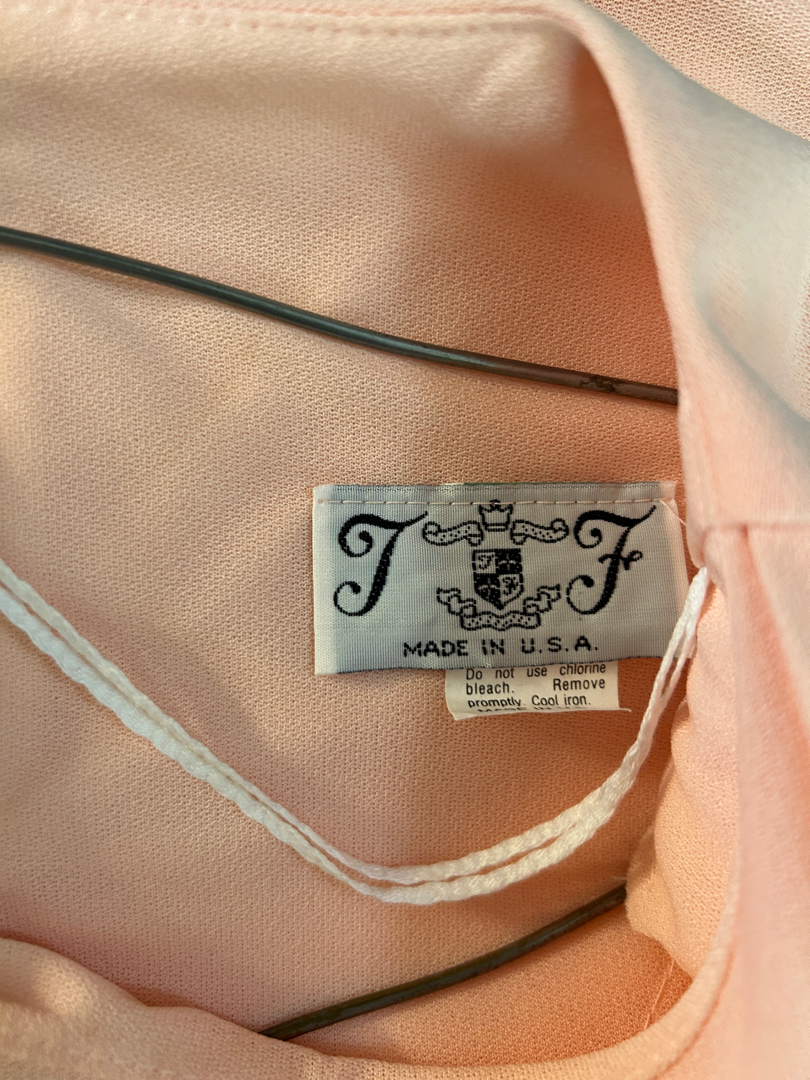 J F
MADE IN U.S.A.
Do not use chlorine
bleach. Remove
promptly. Cool iron.